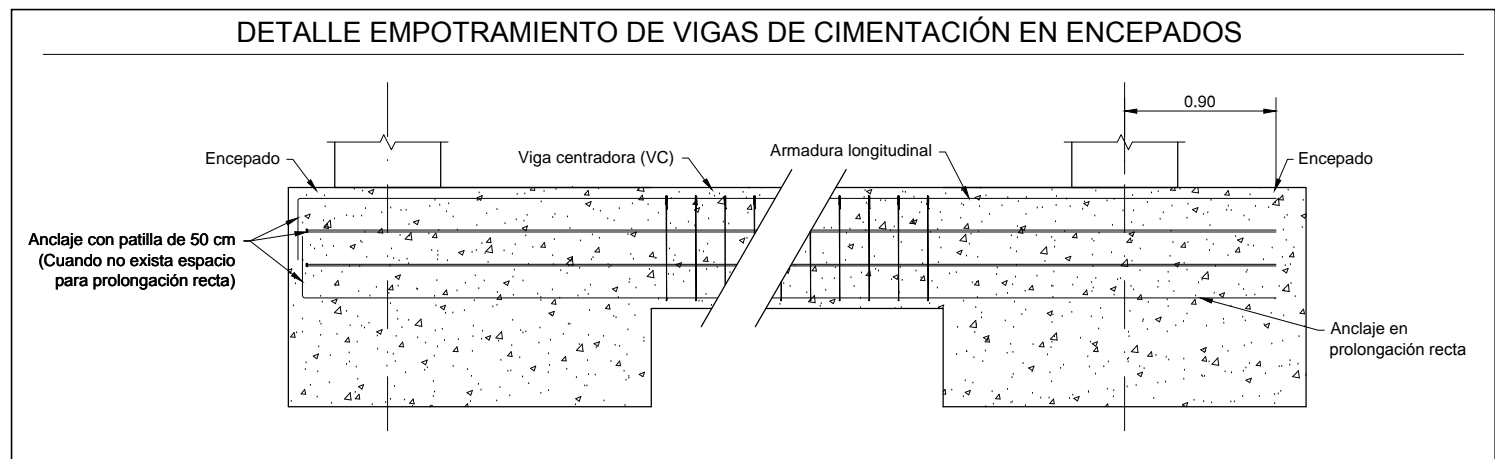 DETALLE EMPOTRAMIENTO DE VIGAS DE CIMENTACIÓN EN ENCEPADOS
0.90
Encepado
Viga centradora (VC)
Armadura longitudinal
Encepado
Anclaje con patilla de 50 cm
(Cuando no exista espacio
para prolongación recta)
Anclaje en
prolongación recta